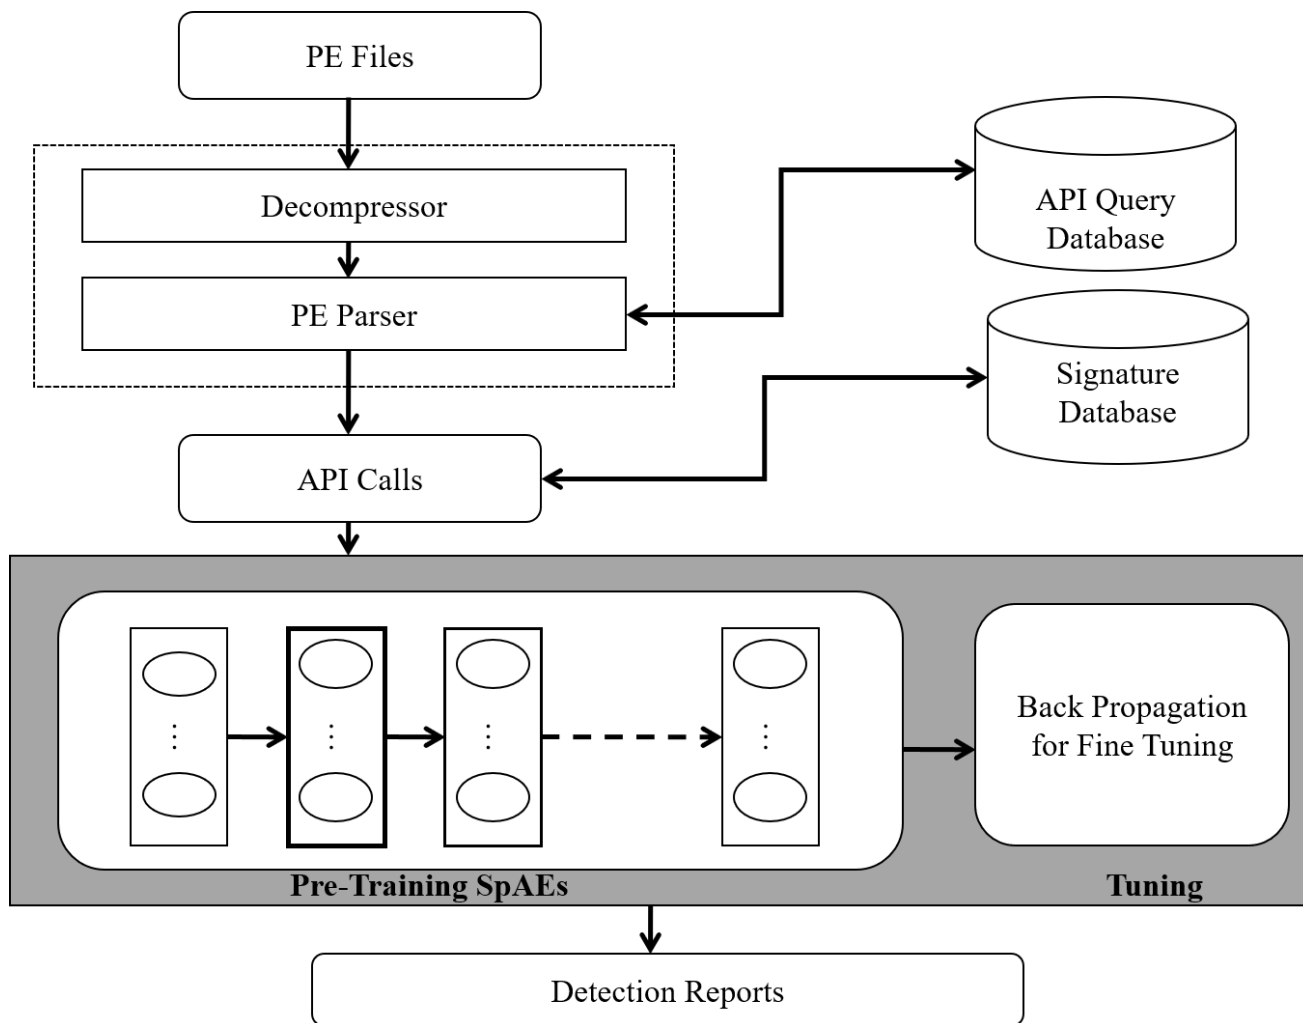 PE Files
Decompressor
API Query
Database
PE Parser
Signature
Database
API Calls
Back Propagation
for Fine Tuning
Pre-Training SpAEs
Tuning
Detection Reports